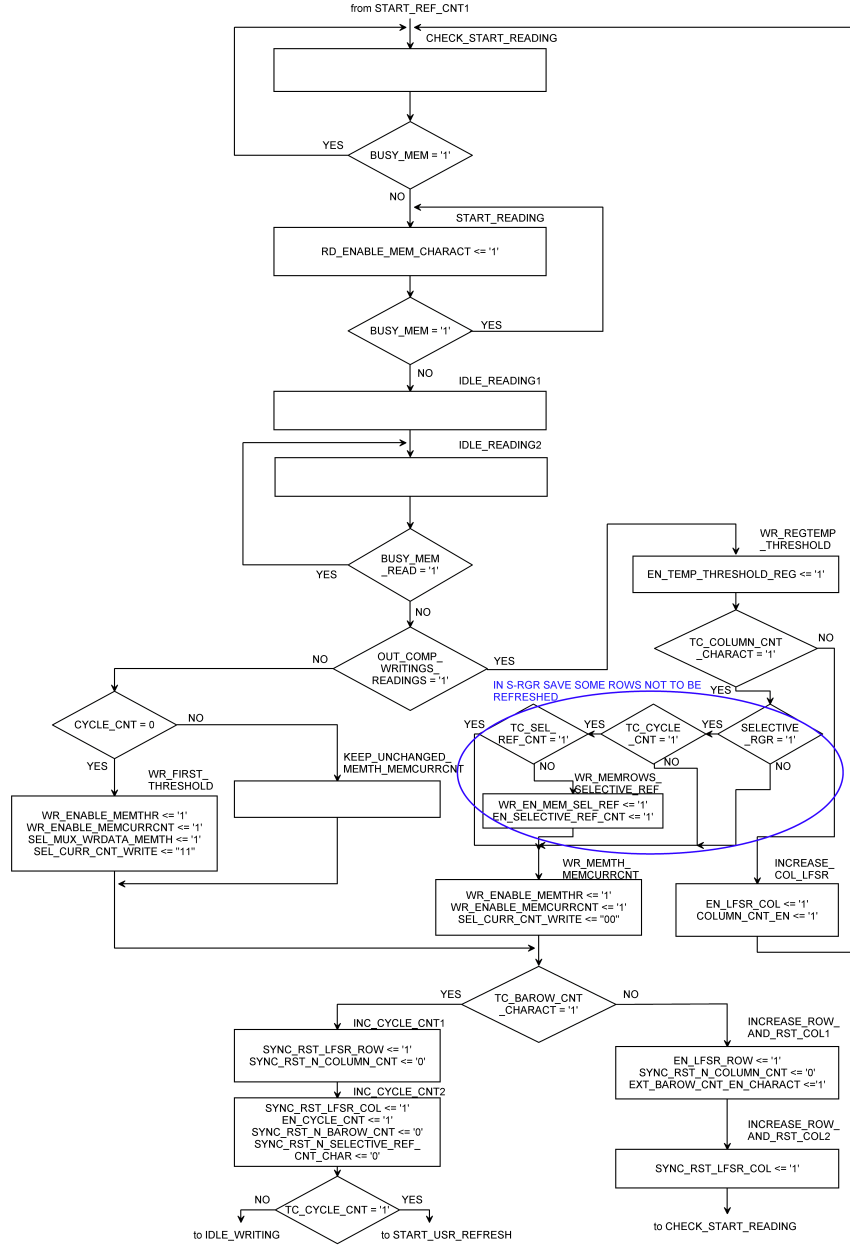 from START_REF_CNT1
CHECK_START_READING
YES
BUSY_MEM = '1'
NO
START_READING
RD_ENABLE_MEM_CHARACT <= '1'
BUSY_MEM = '1'
YES
NO
IDLE_READING1
IDLE_READING2
BUSY_MEM
_READ = '1'
YES
NO
OUT_COMP_
WRITINGS_
READINGS = '1'
NO
YES
WR_REGTEMP
_THRESHOLD
EN_TEMP_THRESHOLD_REG <= '1'
TC_COLUMN_CNT
_CHARACT = '1'
NO
YES
IN S-RGR SAVE SOME ROWS NOT TO BE
REFRESHED
SELECTIVE
_RGR = '1'
YES
NO
TC_CYCLE
_CNT = '1'
YES
NO
TC_SEL_
REF_CNT = '1'
YES
NO
WR_MEMROWS_
SELECTIVE_REF
WR_EN_MEM_SEL_REF <= '1'
EN_SELECTIVE_REF_CNT <= '1'
CYCLE_CNT = 0
NO
YES
KEEP_UNCHANGED_
MEMTH_MEMCURRCNT
WR_FIRST_
THRESHOLD
WR_ENABLE_MEMTHR <= '1'
WR_ENABLE_MEMCURRCNT <= '1'
SEL_MUX_WRDATA_MEMTH <= '1'
SEL_CURR_CNT_WRITE <= "11"
WR_MEMTH_
MEMCURRCNT
WR_ENABLE_MEMTHR <= '1'
WR_ENABLE_MEMCURRCNT <= '1'
SEL_CURR_CNT_WRITE <= "00"
INCREASE_
COL_LFSR
EN_LFSR_COL <= '1'
COLUMN_CNT_EN <= '1'
TC_BAROW_CNT
_CHARACT = '1'
YES
NO
INC_CYCLE_CNT1
SYNC_RST_LFSR_ROW <= '1'
SYNC_RST_N_COLUMN_CNT <= '0'
INC_CYCLE_CNT2
SYNC_RST_LFSR_COL <= '1'
EN_CYCLE_CNT <= '1'
SYNC_RST_N_BAROW_CNT <= '0'
SYNC_RST_N_SELECTIVE_REF_
CNT_CHAR <= '0'
TC_CYCLE_CNT = '1'
NO
YES
to IDLE_WRITING
to START_USR_REFRESH
INCREASE_ROW_
AND_RST_COL1
EN_LFSR_ROW <= '1'
SYNC_RST_N_COLUMN_CNT <= '0'
EXT_BAROW_CNT_EN_CHARACT <='1'
INCREASE_ROW_
AND_RST_COL2
SYNC_RST_LFSR_COL <= '1'
to CHECK_START_READING